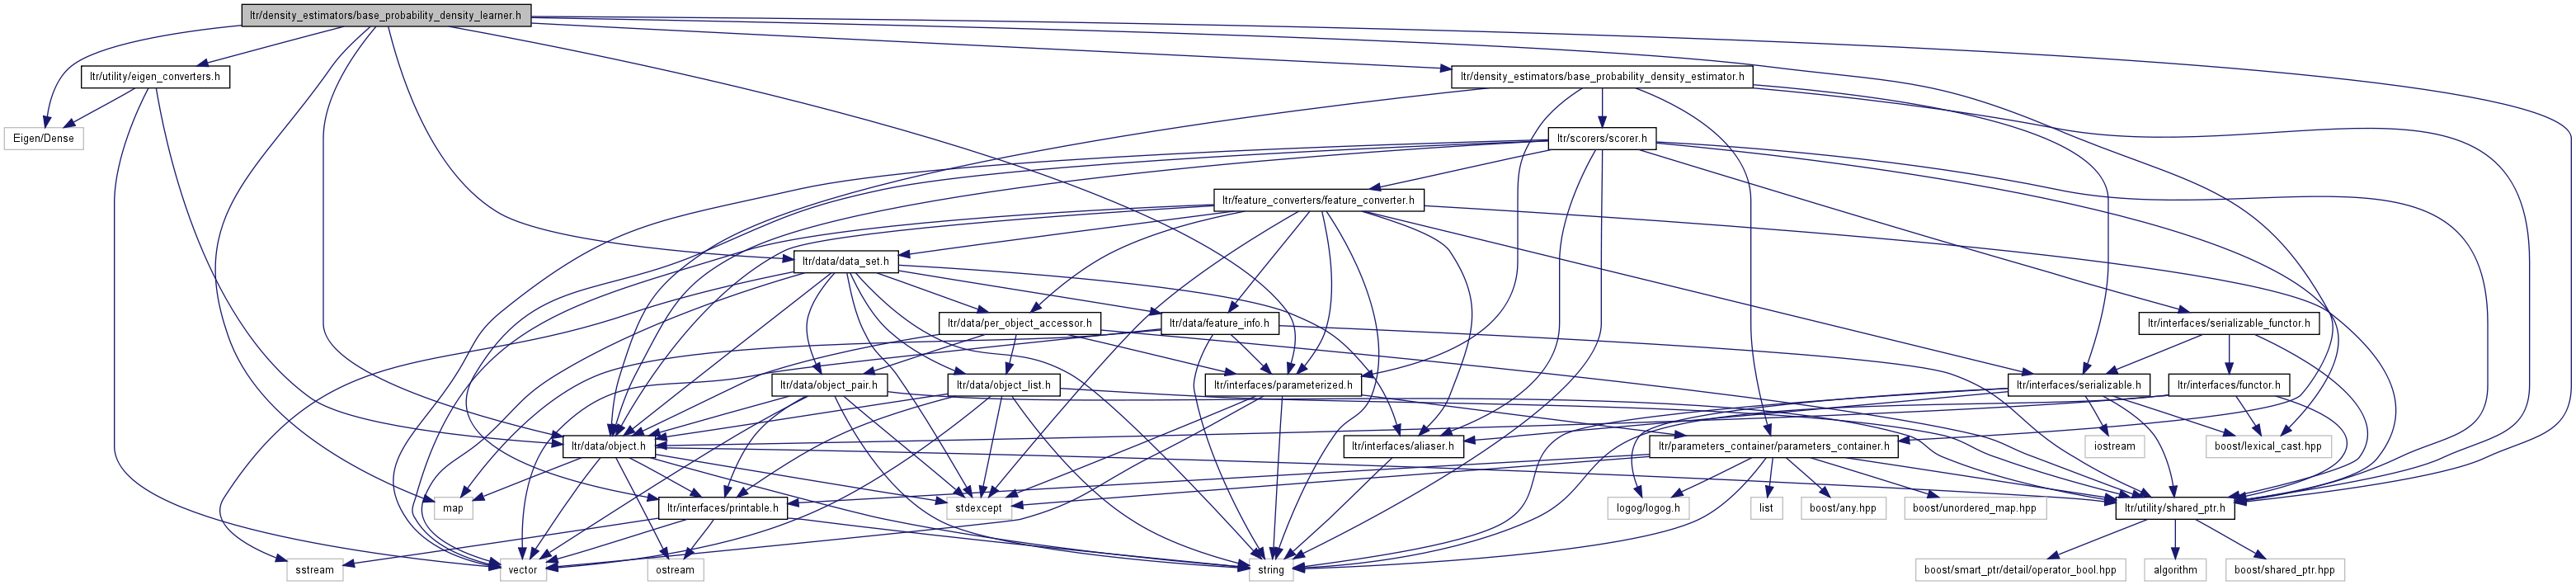 ltr/density_estimators/base_probability_density_learner.h
ltr/utility/eigen_converters.h
ltr/density_estimators/base_probability_density_estimator.h
Eigen/Dense
ltr/scorers/scorer.h
ltr/feature_converters/feature_converter.h
ltr/data/data_set.h
ltr/data/per_object_accessor.h
ltr/data/feature_info.h
ltr/interfaces/serializable_functor.h
ltr/data/object_pair.h
ltr/data/object_list.h
ltr/interfaces/parameterized.h
ltr/interfaces/serializable.h
ltr/interfaces/functor.h
ltr/data/object.h
ltr/interfaces/aliaser.h
ltr/parameters_container/parameters_container.h
iostream
boost/lexical_cast.hpp
map
ltr/interfaces/printable.h
stdexcept
logog/logog.h
list
boost/any.hpp
boost/unordered_map.hpp
ltr/utility/shared_ptr.h
sstream
vector
ostream
string
boost/smart_ptr/detail/operator_bool.hpp
algorithm
boost/shared_ptr.hpp